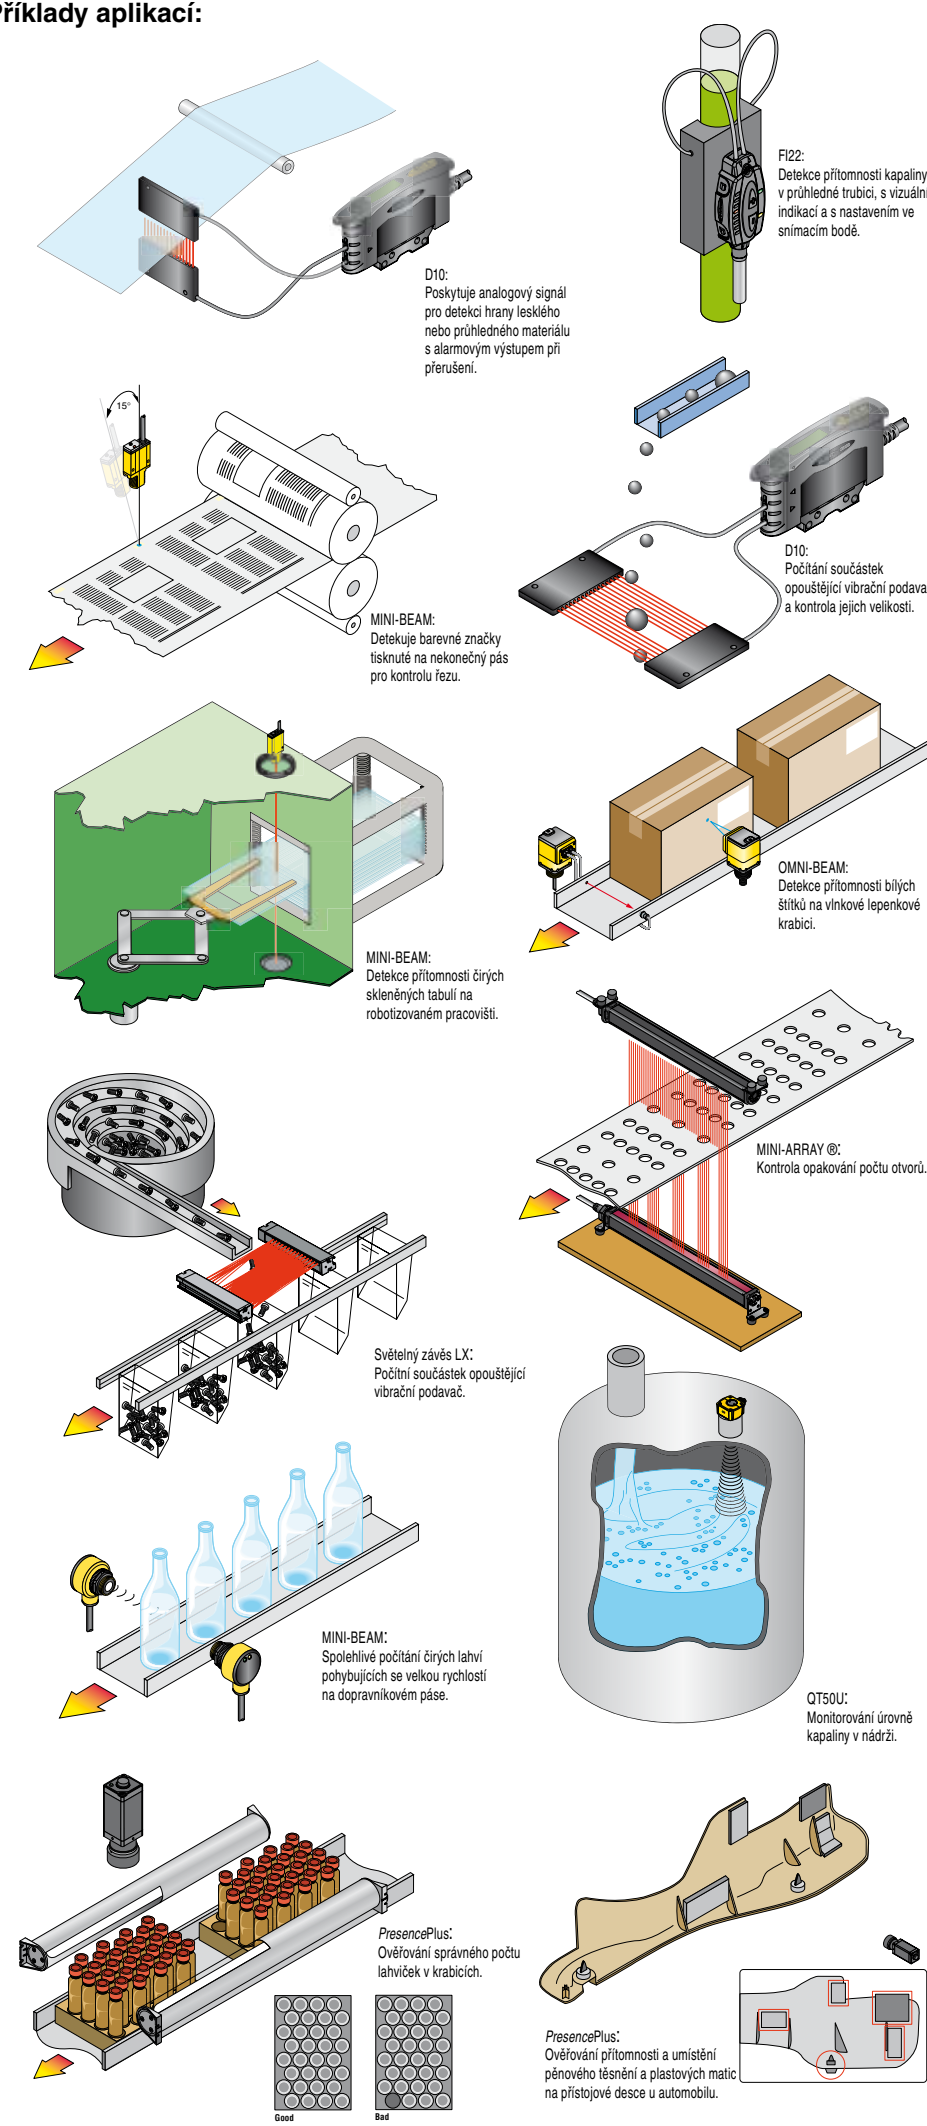 Příklady aplikací:
FI22:
Detekce přítomnosti kapaliny
v průhledné trubici, s vizuální
indikací a s nastavením ve
snímacím bodě.
D10:
Poskytuje analogový signál
pro detekci hrany lesklého
nebo průhledného materiálu
s alarmovým výstupem při
přerušení.
15°
MINI-BEAM:
Detekuje barevné značky
tisknuté na nekonečný pás
pro kontrolu řezu.
D10:
Počítání součástek
opouštějící vibrační podava
a kontrola jejich velikosti.
MINI-BEAM:
Detekce přítomnosti čirých
skleněných tabulí na
robotizovaném pracovišti.
OMNI-BEAM:
Detekce přítomnosti bílých
štítků na vlnkové lepenkové
krabici.
MINI-ARRAY ®:
Kontrola opakování počtu otvorů.
Světelný závěs LX:
Počítní součástek opouštějící
vibrační podavač.
MINI-BEAM:
Spolehlivé počítání čirých lahví
pohybujících se velkou rychlostí
na dopravníkovém páse.
QT50U:
Monitorování úrovně
kapaliny v nádrži.
PresencePlus:
Ověřování správného počtu
lahviček v krabicích.
Good
Bad
PresencePlus:
Ověřování přítomnosti a umístění
pěnového těsnění a plastových matic
na přístojové desce u automobilu.